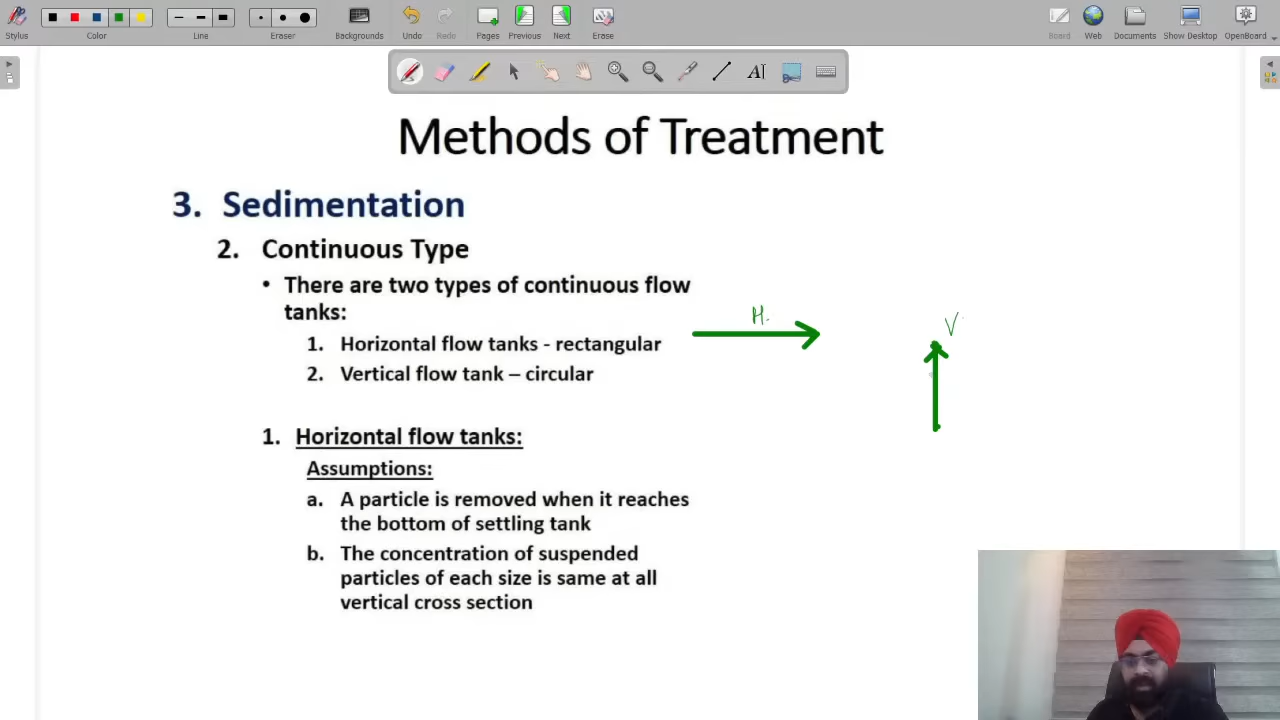 Stylus
Color
Line
Eraser
Backgrounds
Undo
Redo
Pages
Previous
Next
Erase
Board
Web
Documents
Show Desktop
OpenBoard
Methods of Treatment
3. Sedimentation
2. Continuous Type
• There are two types of continuous flow
tanks:
1. Horizontal flow tanks - rectangular
H.
V
2. Vertical flow tank – circular
1. Horizontal flow tanks:
Assumptions:
a. A particle is removed when it reaches
the bottom of settling tank
b. The concentration of suspended
particles of each size is same at all
vertical cross section